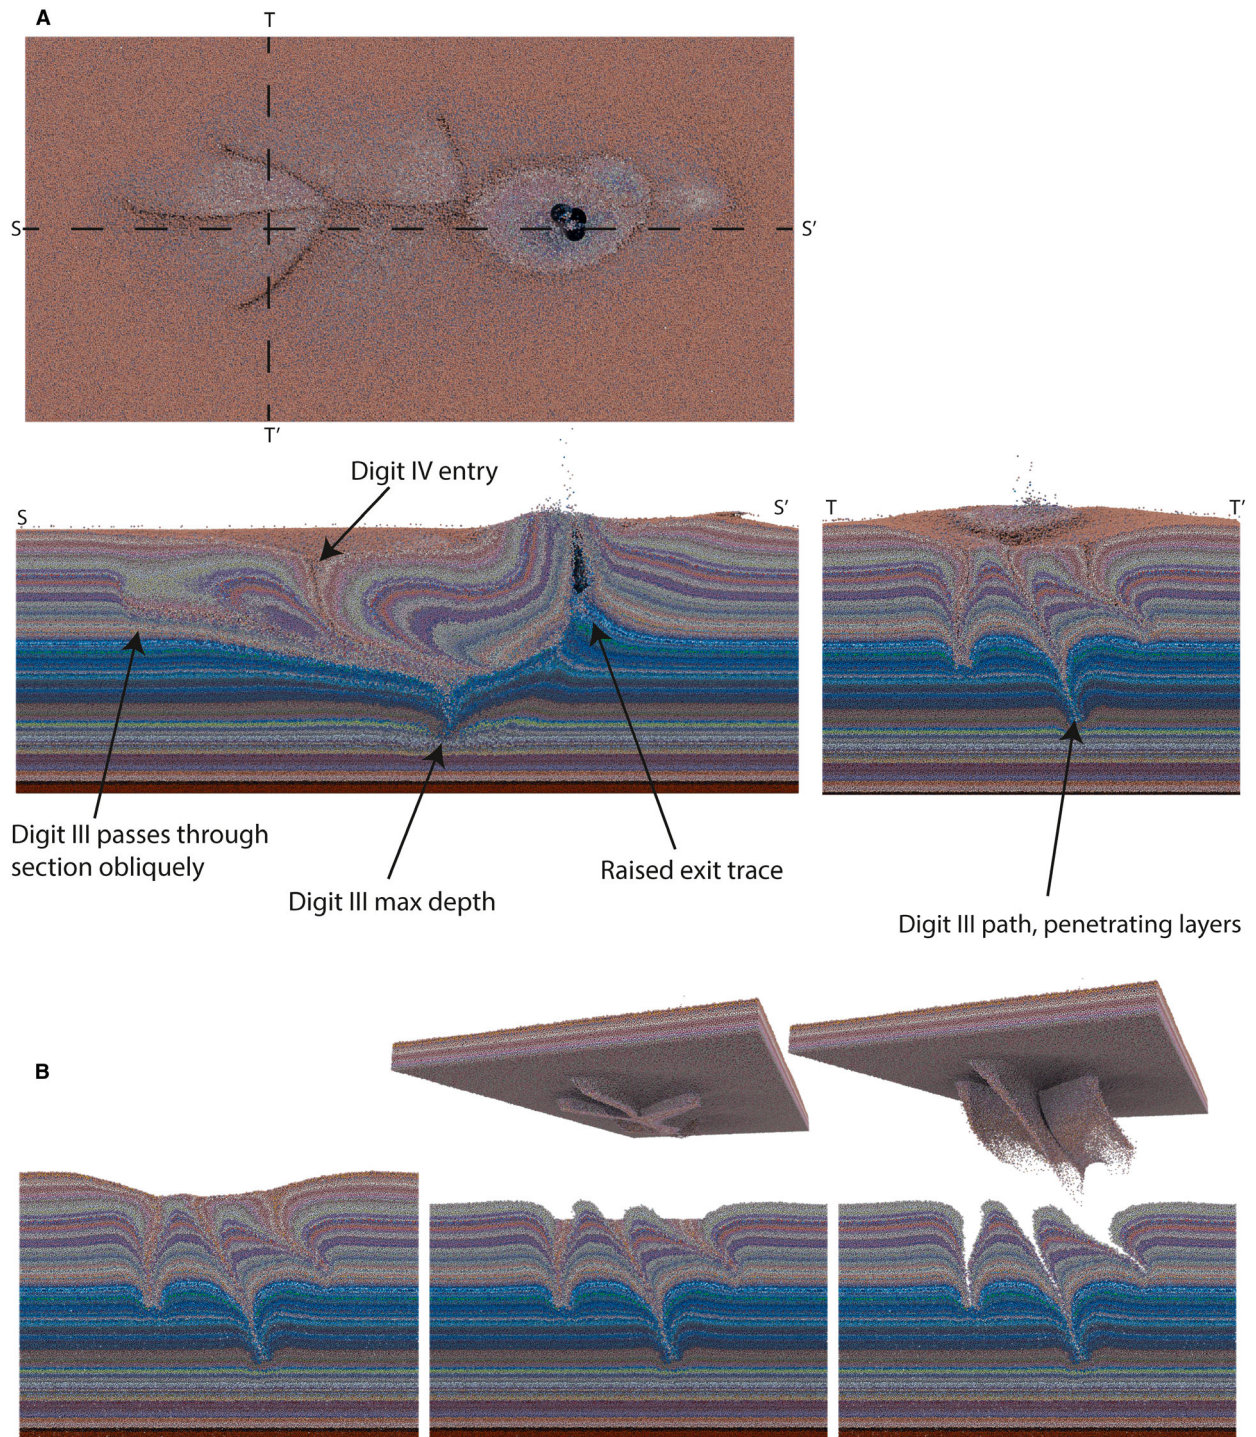 A
T
S
S’
T’
Digit IV entry
S
S’
T
T’
Digit III passes through
section obliquely
Raised exit trace
Digit III max depth
Digit III path, penetrating layers
B